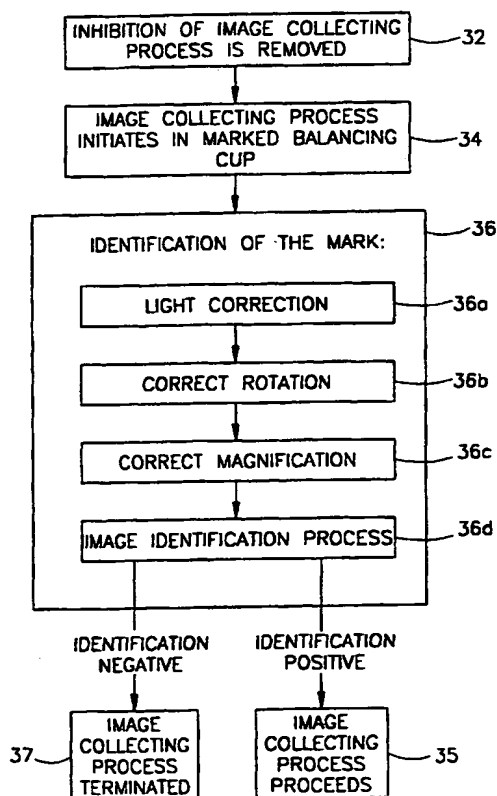 INHIBITION OF IMAGE COLLECTING
PROCESS IS REMOVED
32
IMAGE COLLECTING PROCESS
INITIATES IN MARKED BALANCING
CUP
34
36
IDENTIFICATION OF THE MARK:
LIGHT CORRECTION
36a
CORRECT ROTATION
36b
CORRECT MAGNIFICATION
36c
IMAGE IDENTIFICATION PROCESS
36d
IDENTIFICATION
NEGATIVE
IDENTIFICATION
POSITIVE
37
IMAGE
COLLECTING
PROCESS
TERMINATED
IMAGE
COLLECTING
PROCESS
PROCEEDS
35